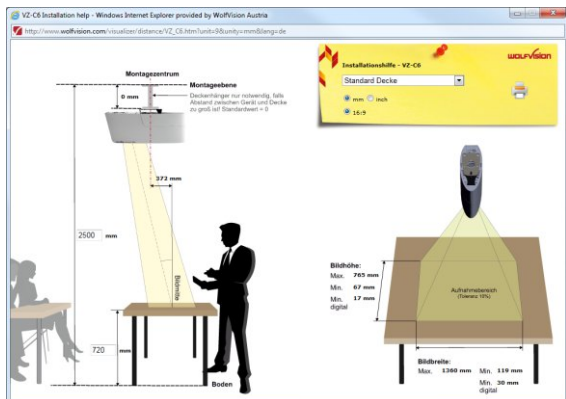 VZ-C6 Installation help - Windows Internet Explorer provided by WolfVision Austria
http://www.wolfvision.com/visualizer/distance/VZ_C6.htm?unit=9&unity=mm&lang=de
Montagezentrum
Montageebene
0 mm
Deckenhänger nur notwendig, falls
Abstand zwischen Gerät und Decke
zu groß ist! Standardwert = 0
372 mm
2500 mm
Bildmitte
720 mm
Boden
WOLFVISION
Installationshilfe - VZ-C6
Standard Decke
mm inch
16:9
Bildhöhe:
Max. 765 mm
Min. 67 mm
Min. 17 mm
digital
Aufnahmebereich
(Toleranz 10%)
Bildbreite:
Max. 1360 mm Min. 119 mm
Min. 30 mm
digital